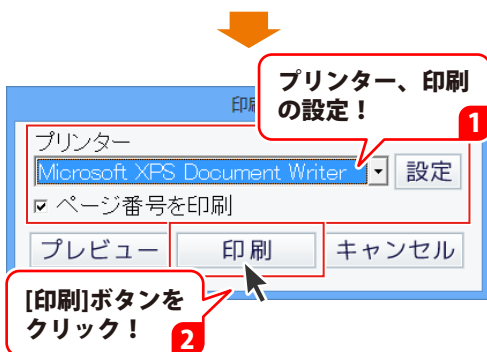 プリンター、印刷
の設定！
1
印刷
プリンター
Microsoft XPS Document Writer
設定
ページ番号を印刷
プレビュー
印刷
キャンセル
[印刷]ボタンを
クリック！
2